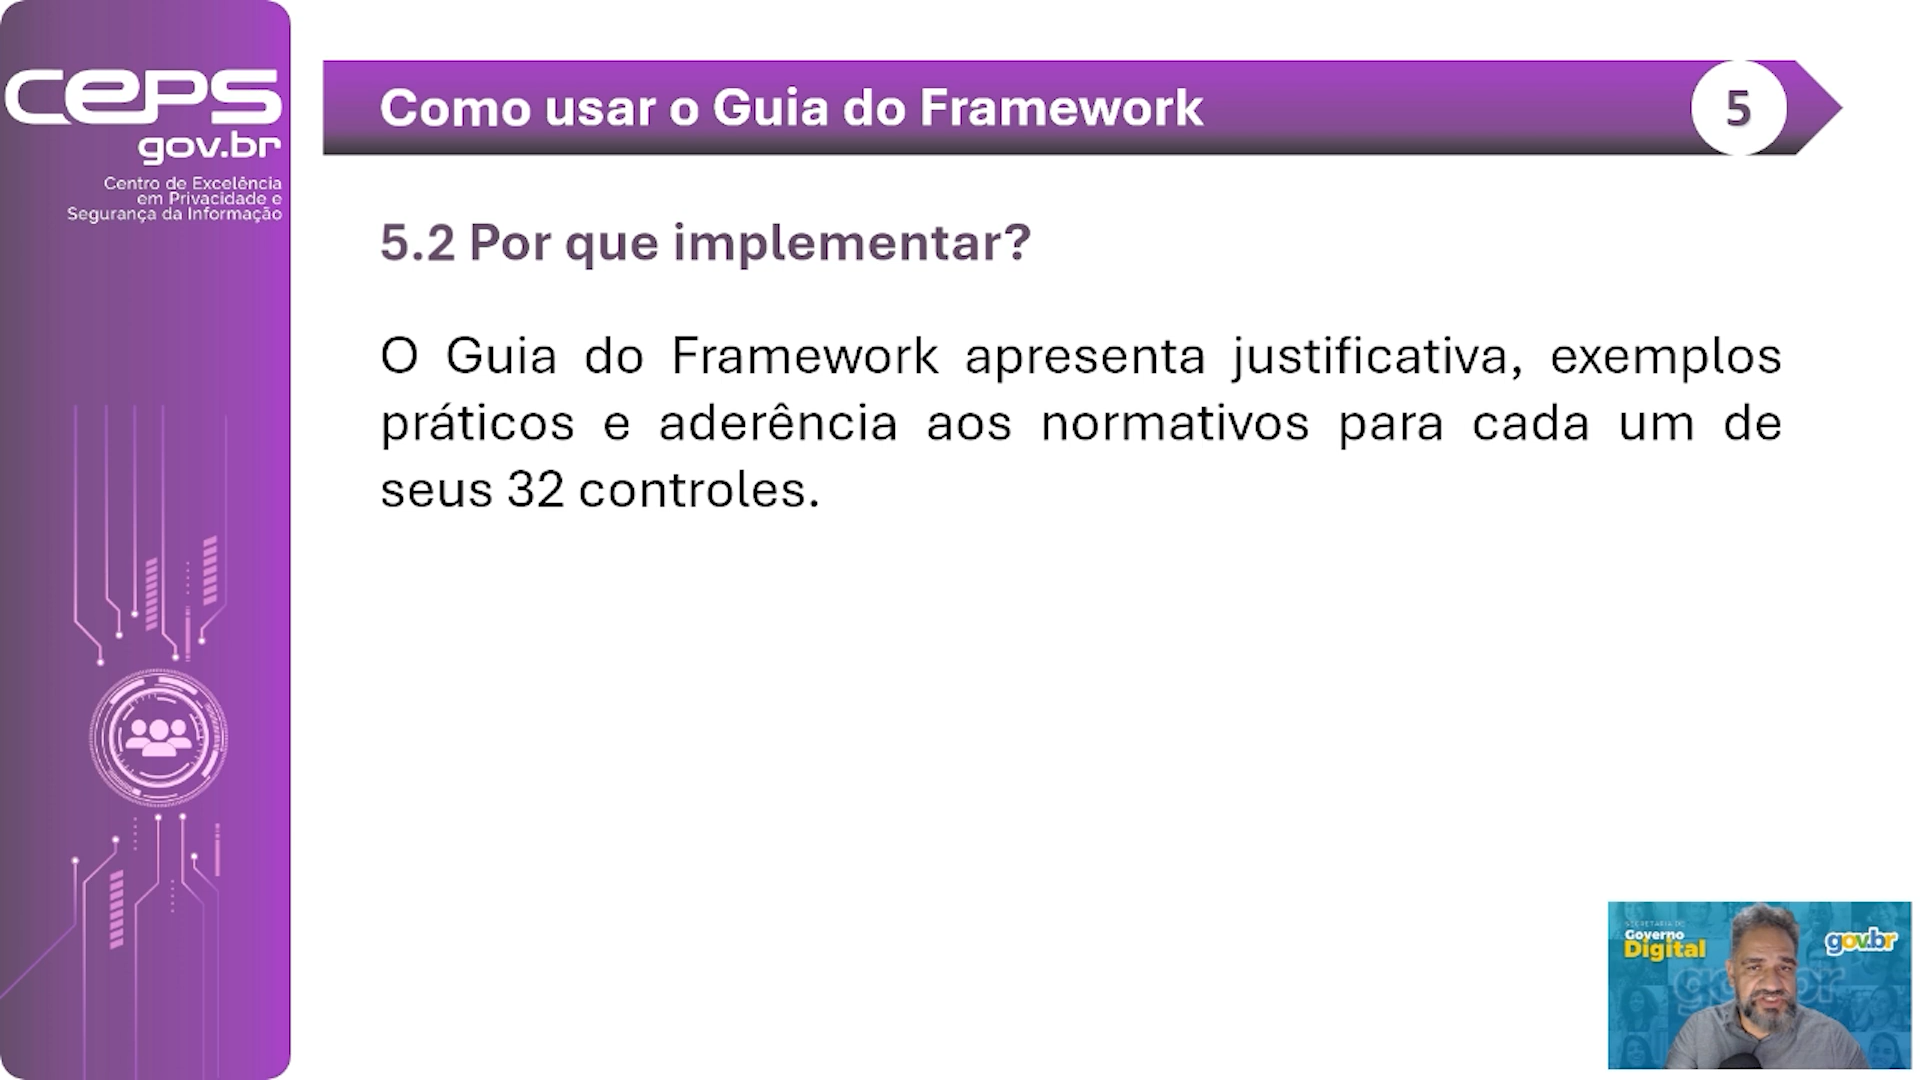 ceps
gov.br
Centro de Excelência
em Privacidade e
Segurança da Informação
Como usar o Guia do Framework
5
5.2 Por que implementar?
O Guia do Framework apresenta justificativa, exemplos
práticos e aderência aos normativos para cada um de
seus 32 controles.
SECRETARIA DE
Governo
Digital
gov.br